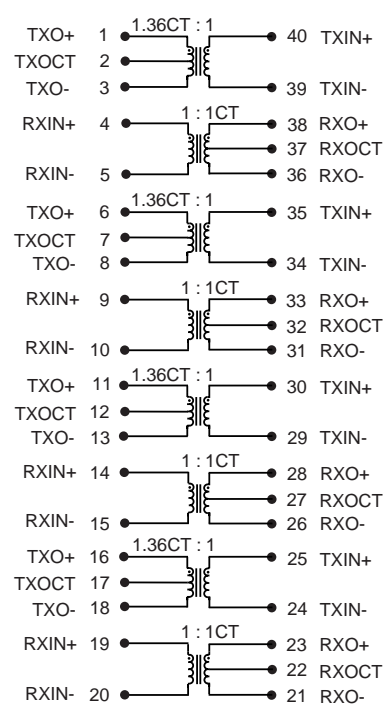 1.36CT : 1
TXO+ 1 40 TXIN+
TXOCT 2
TXO- 3 39 TXIN-
1 : 1CT
RXIN+ 4 38 RXO+
37 RXOCT
RXIN- 5 36 RXO-
1.36CT : 1
TXO+ 6 35 TXIN+
TXOCT 7
TXO- 8 34 TXIN-
1 : 1CT
RXIN+ 9 33 RXO+
32 RXOCT
RXIN- 10 31 RXO-
1.36CT : 1
TXO+ 11 30 TXIN+
TXOCT 12
TXO- 13 29 TXIN-
1 : 1CT
RXIN+ 14 28 RXO+
27 RXOCT
RXIN- 15 26 RXO-
1.36CT : 1
TXO+ 16 25 TXIN+
TXOCT 17
TXO- 18 24 TXIN-
1 : 1CT
RXIN+ 19 23 RXO+
22 RXOCT
RXIN- 20 21 RXO-